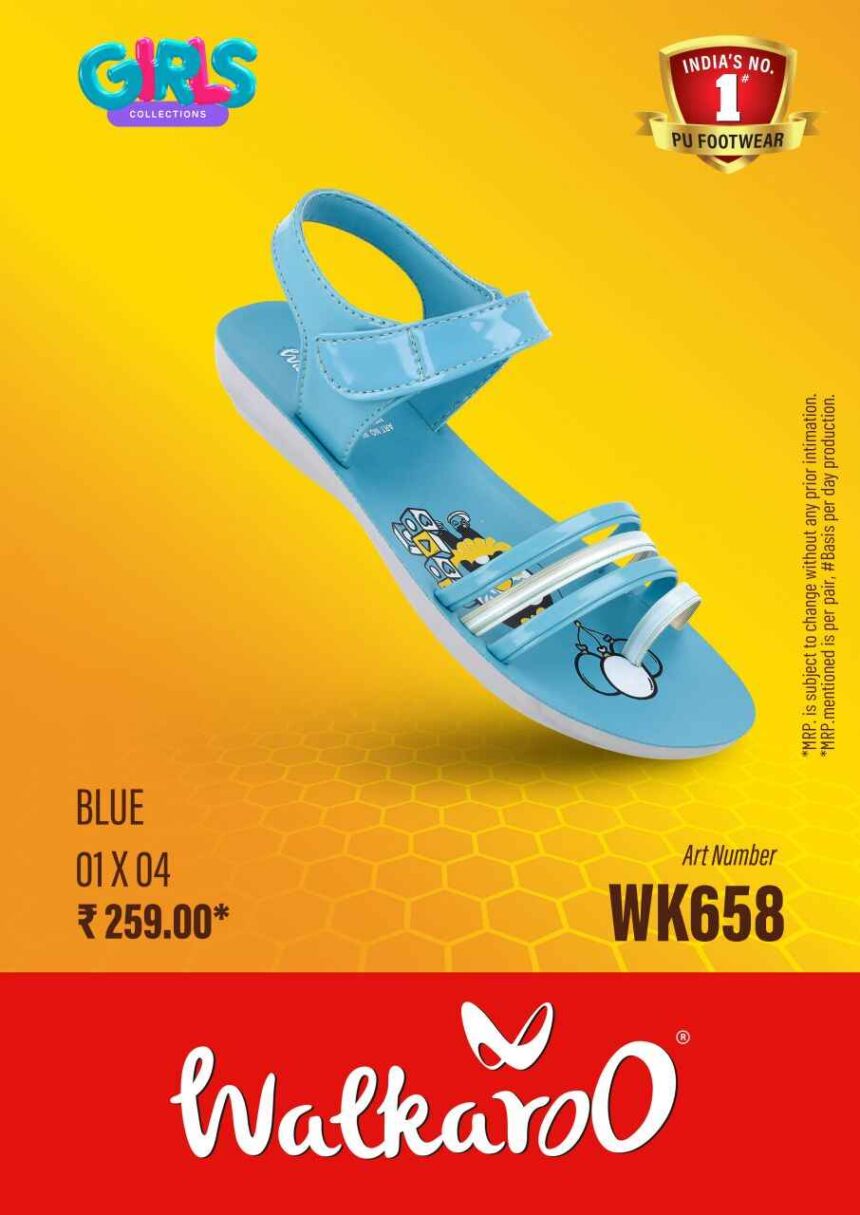 GIRLS
COLLECTIONS
INDIA'S NO.
1#
PU FOOTWEAR
*MRP. is subject to change without any prior intimation.
*MRP.mentioned is per pair, #Basis per day production.
BLUE
01 X 04
₹ 259.00*
Art Number
WK658
Walkaroo®